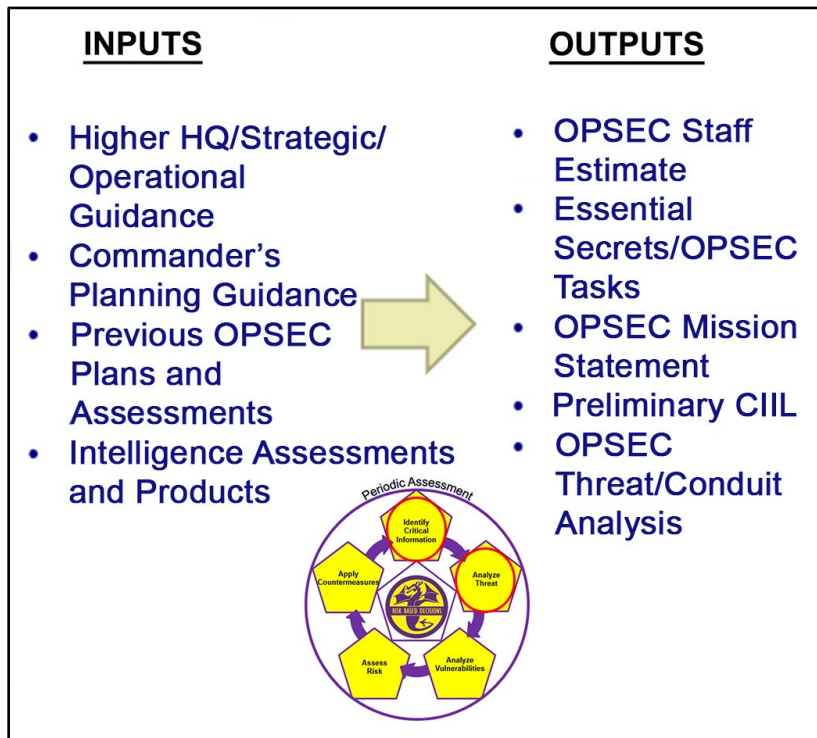 INPUTS
• Higher HQ/Strategic/
Operational
Guidance
• Commander's
Planning Guidance
• Previous OPSEC
Plans and
Assessments
• Intelligence Assessments
and Products
OUTPUTS
• OPSEC Staff
Estimate
• Essential
Secrets/OPSEC
Tasks
• OPSEC Mission
Statement
• Preliminary CIIL
• OPSEC
Threat/Conduit
Analysis
Periodic Assessment
Identify
Critical
Information
Analyze
Threat
Analyze
Vulnerabilities
Assess
Risk
Apply
Countermeasures
RISK BASED DECISIONS